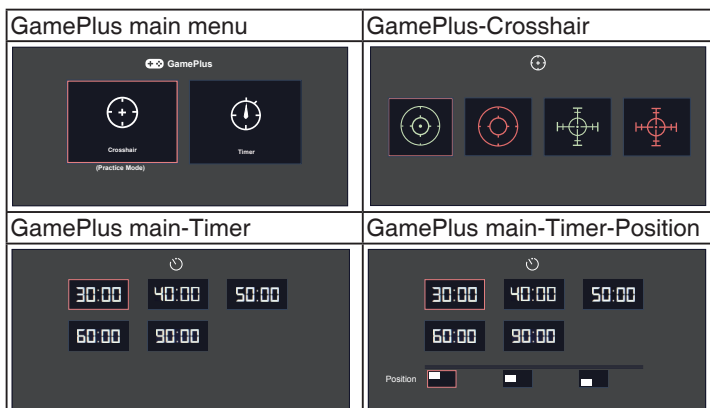 GamePlus main menu
GamePlus-Crosshair
GamePlus
Crosshair
Timer
(Practice Mode)
GamePlus main-Timer
GamePlus main-Timer-Position
30:00 40:00 50:00
60:00 90:00
30:00 40:00 50:00
60:00 90:00
Position